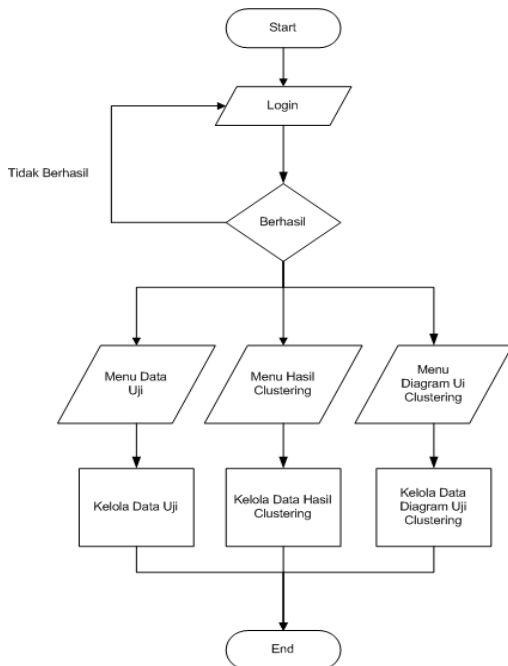 Start
Login
Tidak Berhasil
Berhasil
Menu Data
Uji
Menu Hasil
Clustering
Menu
Diagram Ui
Clustering
Kelola Data Uji
Kelola Data Hasil
Clustering
Kelola Data
Diagram Uji
Clustering
End